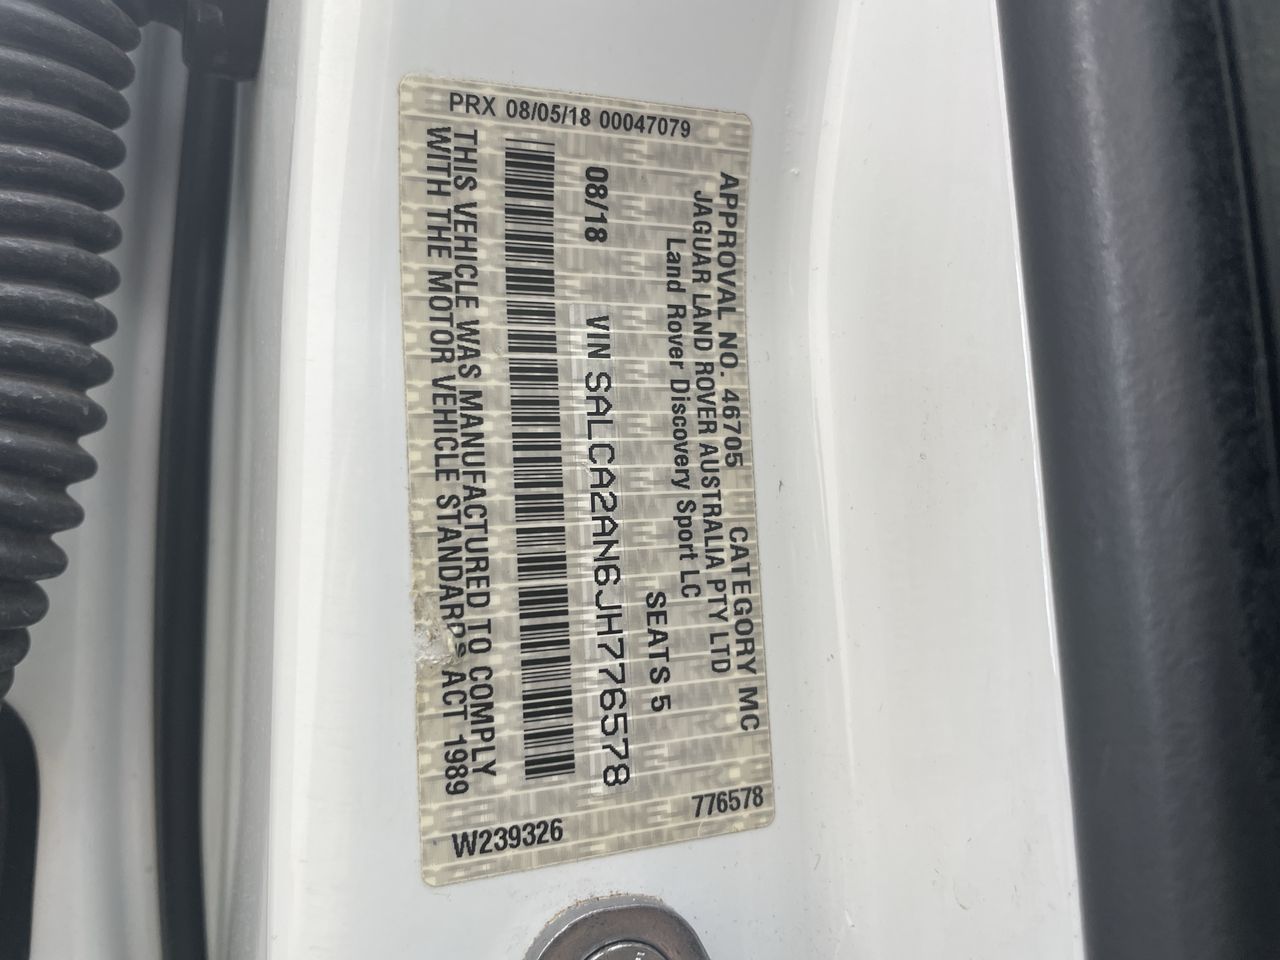 PRX 08/05/18 00047079
APPROVAL NO. 46705 CATEGORY MC
JAGUAR LAND ROVER AUSTRALIA PTY LTD
Land Rover Discovery Sport LC
SEATS 5
08/18 VIN SALCA2AN6JH776578
THIS VEHICLE WAS MANUFACTURED TO COMPLY
WITH THE MOTOR VEHICLE STANDARDS ACT 1989
W239326
776578